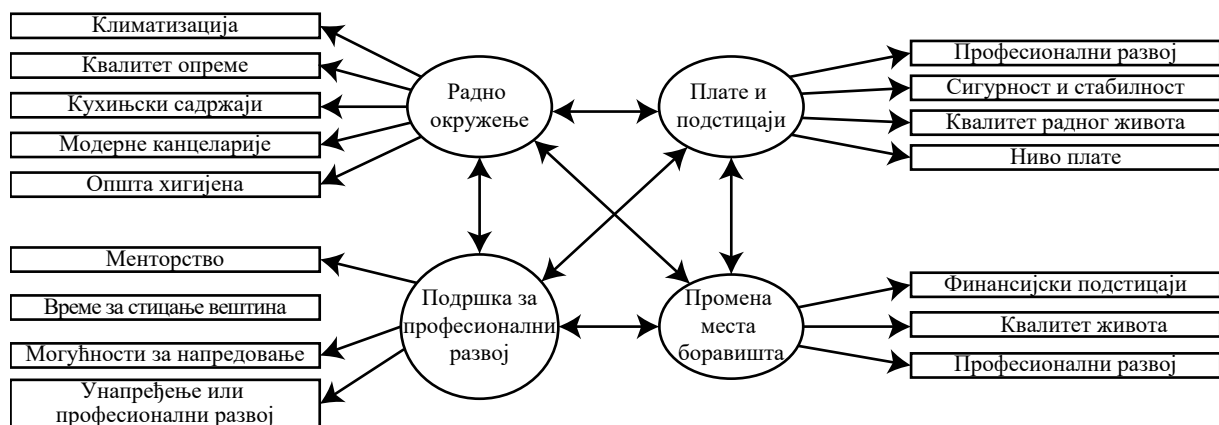 Климатизација
Квалитет опреме
Кухињски садржаји
Модерне канцеларије
Општа хигијена
Радно
окружење
Плате и
подстицаји
Професионални развој
Сигурност и стабилност
Квалитет радног живота
Ниво плате
Менторство
Време за стицање вештина
Могућности за напредовање
Унапређење или
професионални развој
Подршка за
професионални
развој
Промена
места
боравишта
Финансијски подстицаји
Квалитет живота
Професионални развој